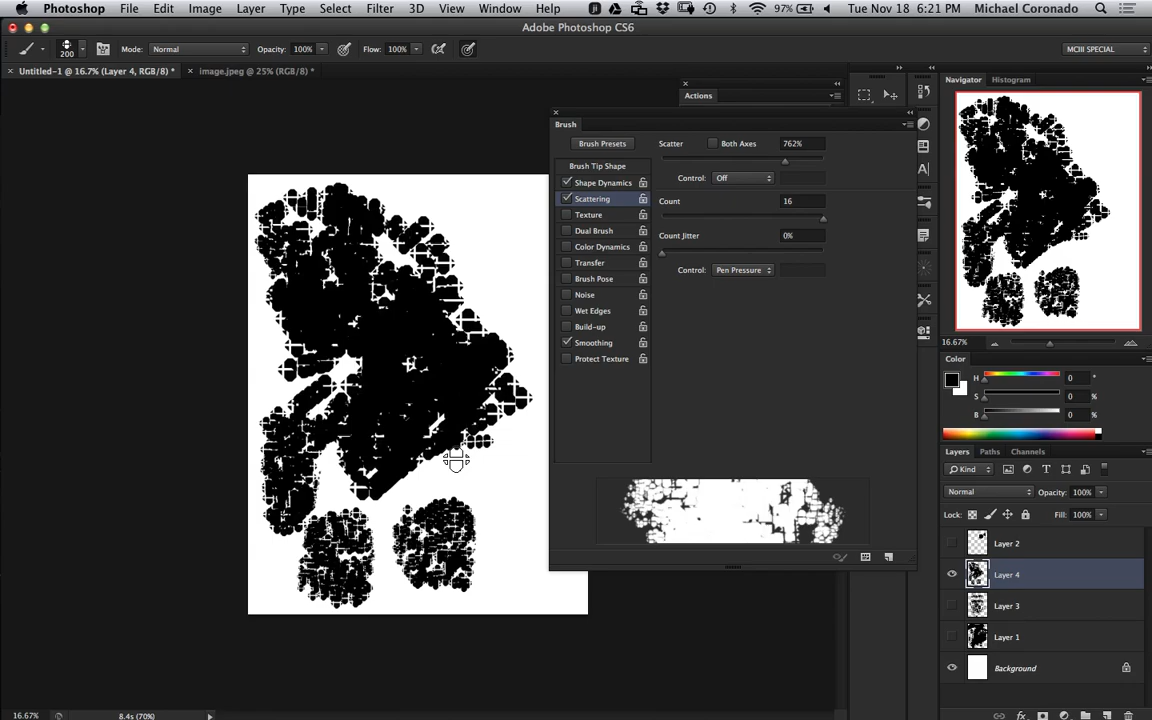 Photoshop File Edit Image Layer Type Select Filter 3D View Window Help 97% Tue Nov 18 6:21 PM Michael Coronado
Adobe Photoshop CS6
200 Mode: Normal Opacity: 100% Flow: 100% MCIII SPECIAL
Untitled-1 @ 16.7% (Layer 4, RGB/8) * image.jpeg @ 25% (RGB/8) *
Actions
Navigator Histogram
Brush
Brush Presets Scatter Both Axes 762%
Brush Tip Shape
Control: Off
Shape Dynamics
Scattering Count 16
Texture
Dual Brush Count Jitter 0%
Color Dynamics
Transfer Control: Pen Pressure
Brush Pose
Noise
Wet Edges
Build-up
Smoothing
Protect Texture
16.67%
Color
H 0 °
S 0 %
B 0 %
Layers Paths Channels
Kind
Normal Opacity: 100%
Lock: Fill: 100%
Layer 2
Layer 4
Layer 3
Layer 1
Background
16.67% 8.4s (70%)